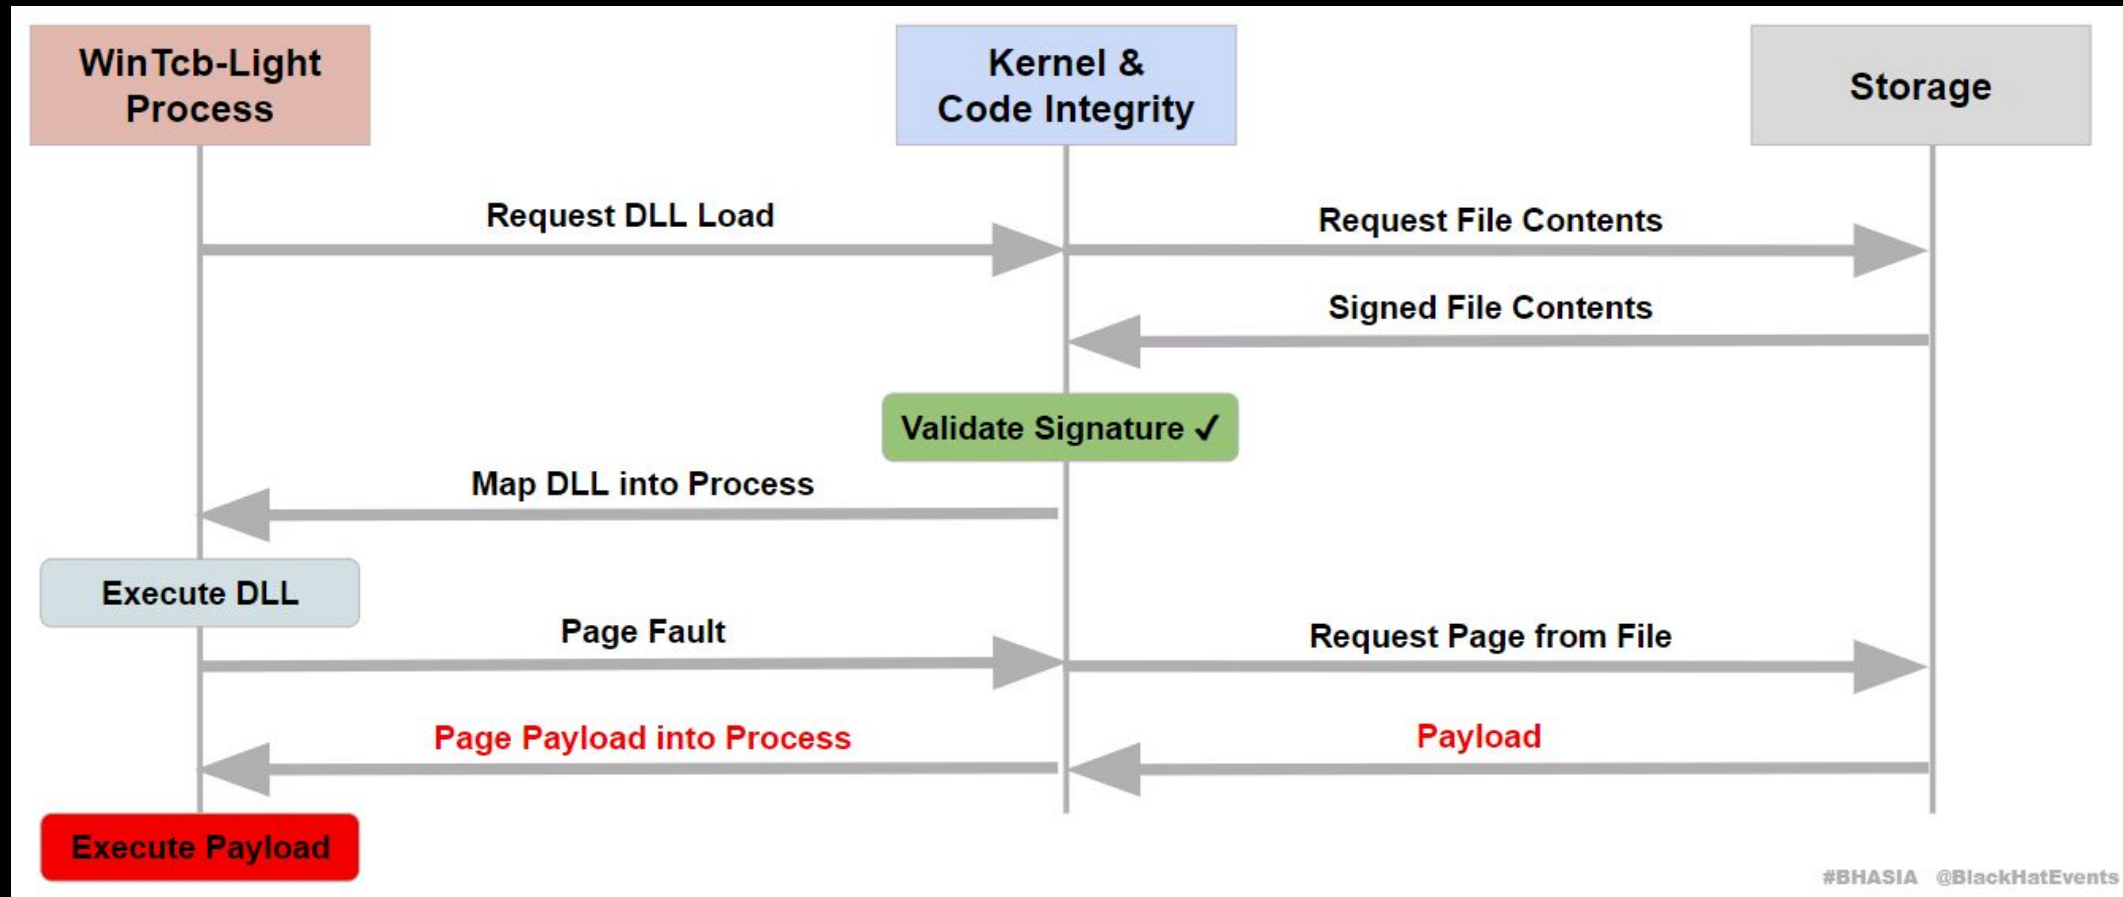 WinTcb-Light
Process
Kernel &
Code Integrity
Storage
Request DLL Load
Request File Contents
Signed File Contents
Validate Signature ✓
Map DLL into Process
Execute DLL
Page Fault
Request Page from File
Page Payload into Process
Payload
Execute Payload
#BHASIA @BlackHatEvents